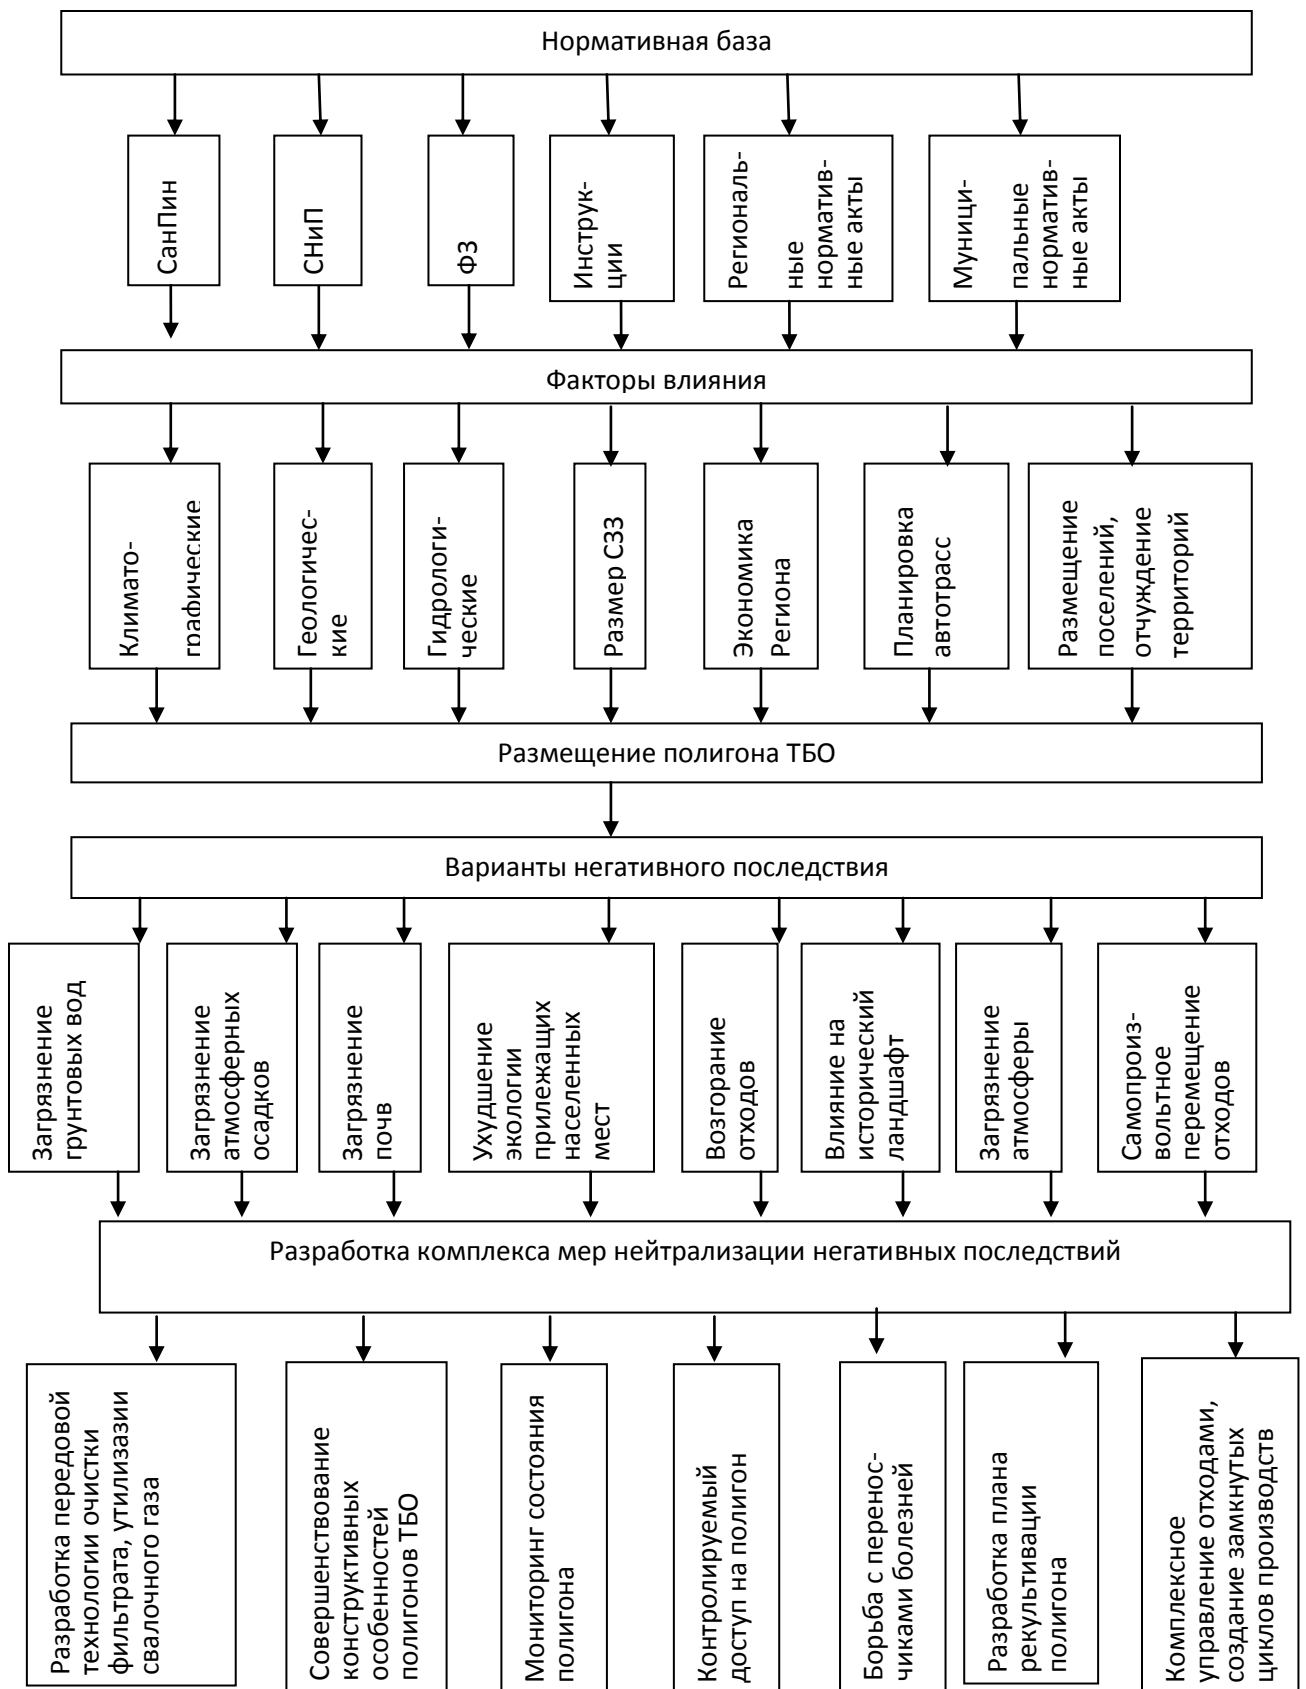 Нормативная база
СанПин
СНиП
ФЗ
Инструк-
ции
Региональ-
ные
норматив-
ные акты
Муници-
пальные
норматив-
ные акты
Факторы влияния
Климато-
графические
Геологичес-
кие
Гидрологи-
ческие
Размер СЗЗ
Экономика
Региона
Планировка
автотрасс
Размещение
поселений,
отчуждение
территорий
Размещение полигона ТБО
Варианты негативного последствия
Загрязнение
грунтовых вод
Загрязнение
атмосферных
осадков
Загрязнение
почв
Ухудшение
экологии
прилежащих
населенных
мест
Возгорание
отходов
Влияние на
исторический
ландшафт
Загрязнение
атмосферы
Самопроиз-
вольтное
перемещение
отходов
Разработка комплекса мер нейтрализации негативных последствий
Разработка передовой
технологии очистки
фильтрата, утилизазии
свалочного газа
Совершенствование
конструктивных
особенностей
полигонов ТБО
Мониторинг состояния
полигона
Контролируемый
доступ на полигон
Борьба с перенос-
чиками болезней
Разработка плана
рекультивации
полигона
Комплексное
управление отходами,
создание замкнутых
циклов производств